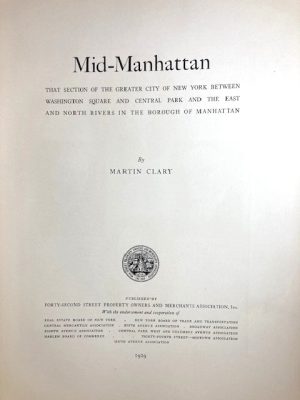 Mid-Manhattan
THAT SECTION OF THE GREATER CITY OF NEW YORK BETWEEN
WASHINGTON SQUARE AND CENTRAL PARK AND THE EAST
AND NORTH RIVERS IN THE BOROUGH OF MANHATTAN
By
MARTIN CLARY
PUBLISHED BY
FORTY-SECOND STREET PROPERTY OWNERS AND MERCHANTS ASSOCIATION, Inc.
With the endorsement and cooperation of
REAL ESTATE BOARD OF NEW YORK · NEW YORK BOARD OF TRADE AND TRANSPORTATION
CENTRAL MERCANTILE ASSOCIATION · FIFTH AVENUE ASSOCIATION · BROADWAY ASSOCIATION
EIGHTH AVENUE ASSOCIATION · CENTRAL PARK WEST AND COLUMBUS AVENUE ASSOCIATION
HARLEM BOARD OF COMMERCE · THIRTY-FOURTH STREET—MIDTOWN ASSOCIATION
SIXTH AVENUE ASSOCIATION
1929